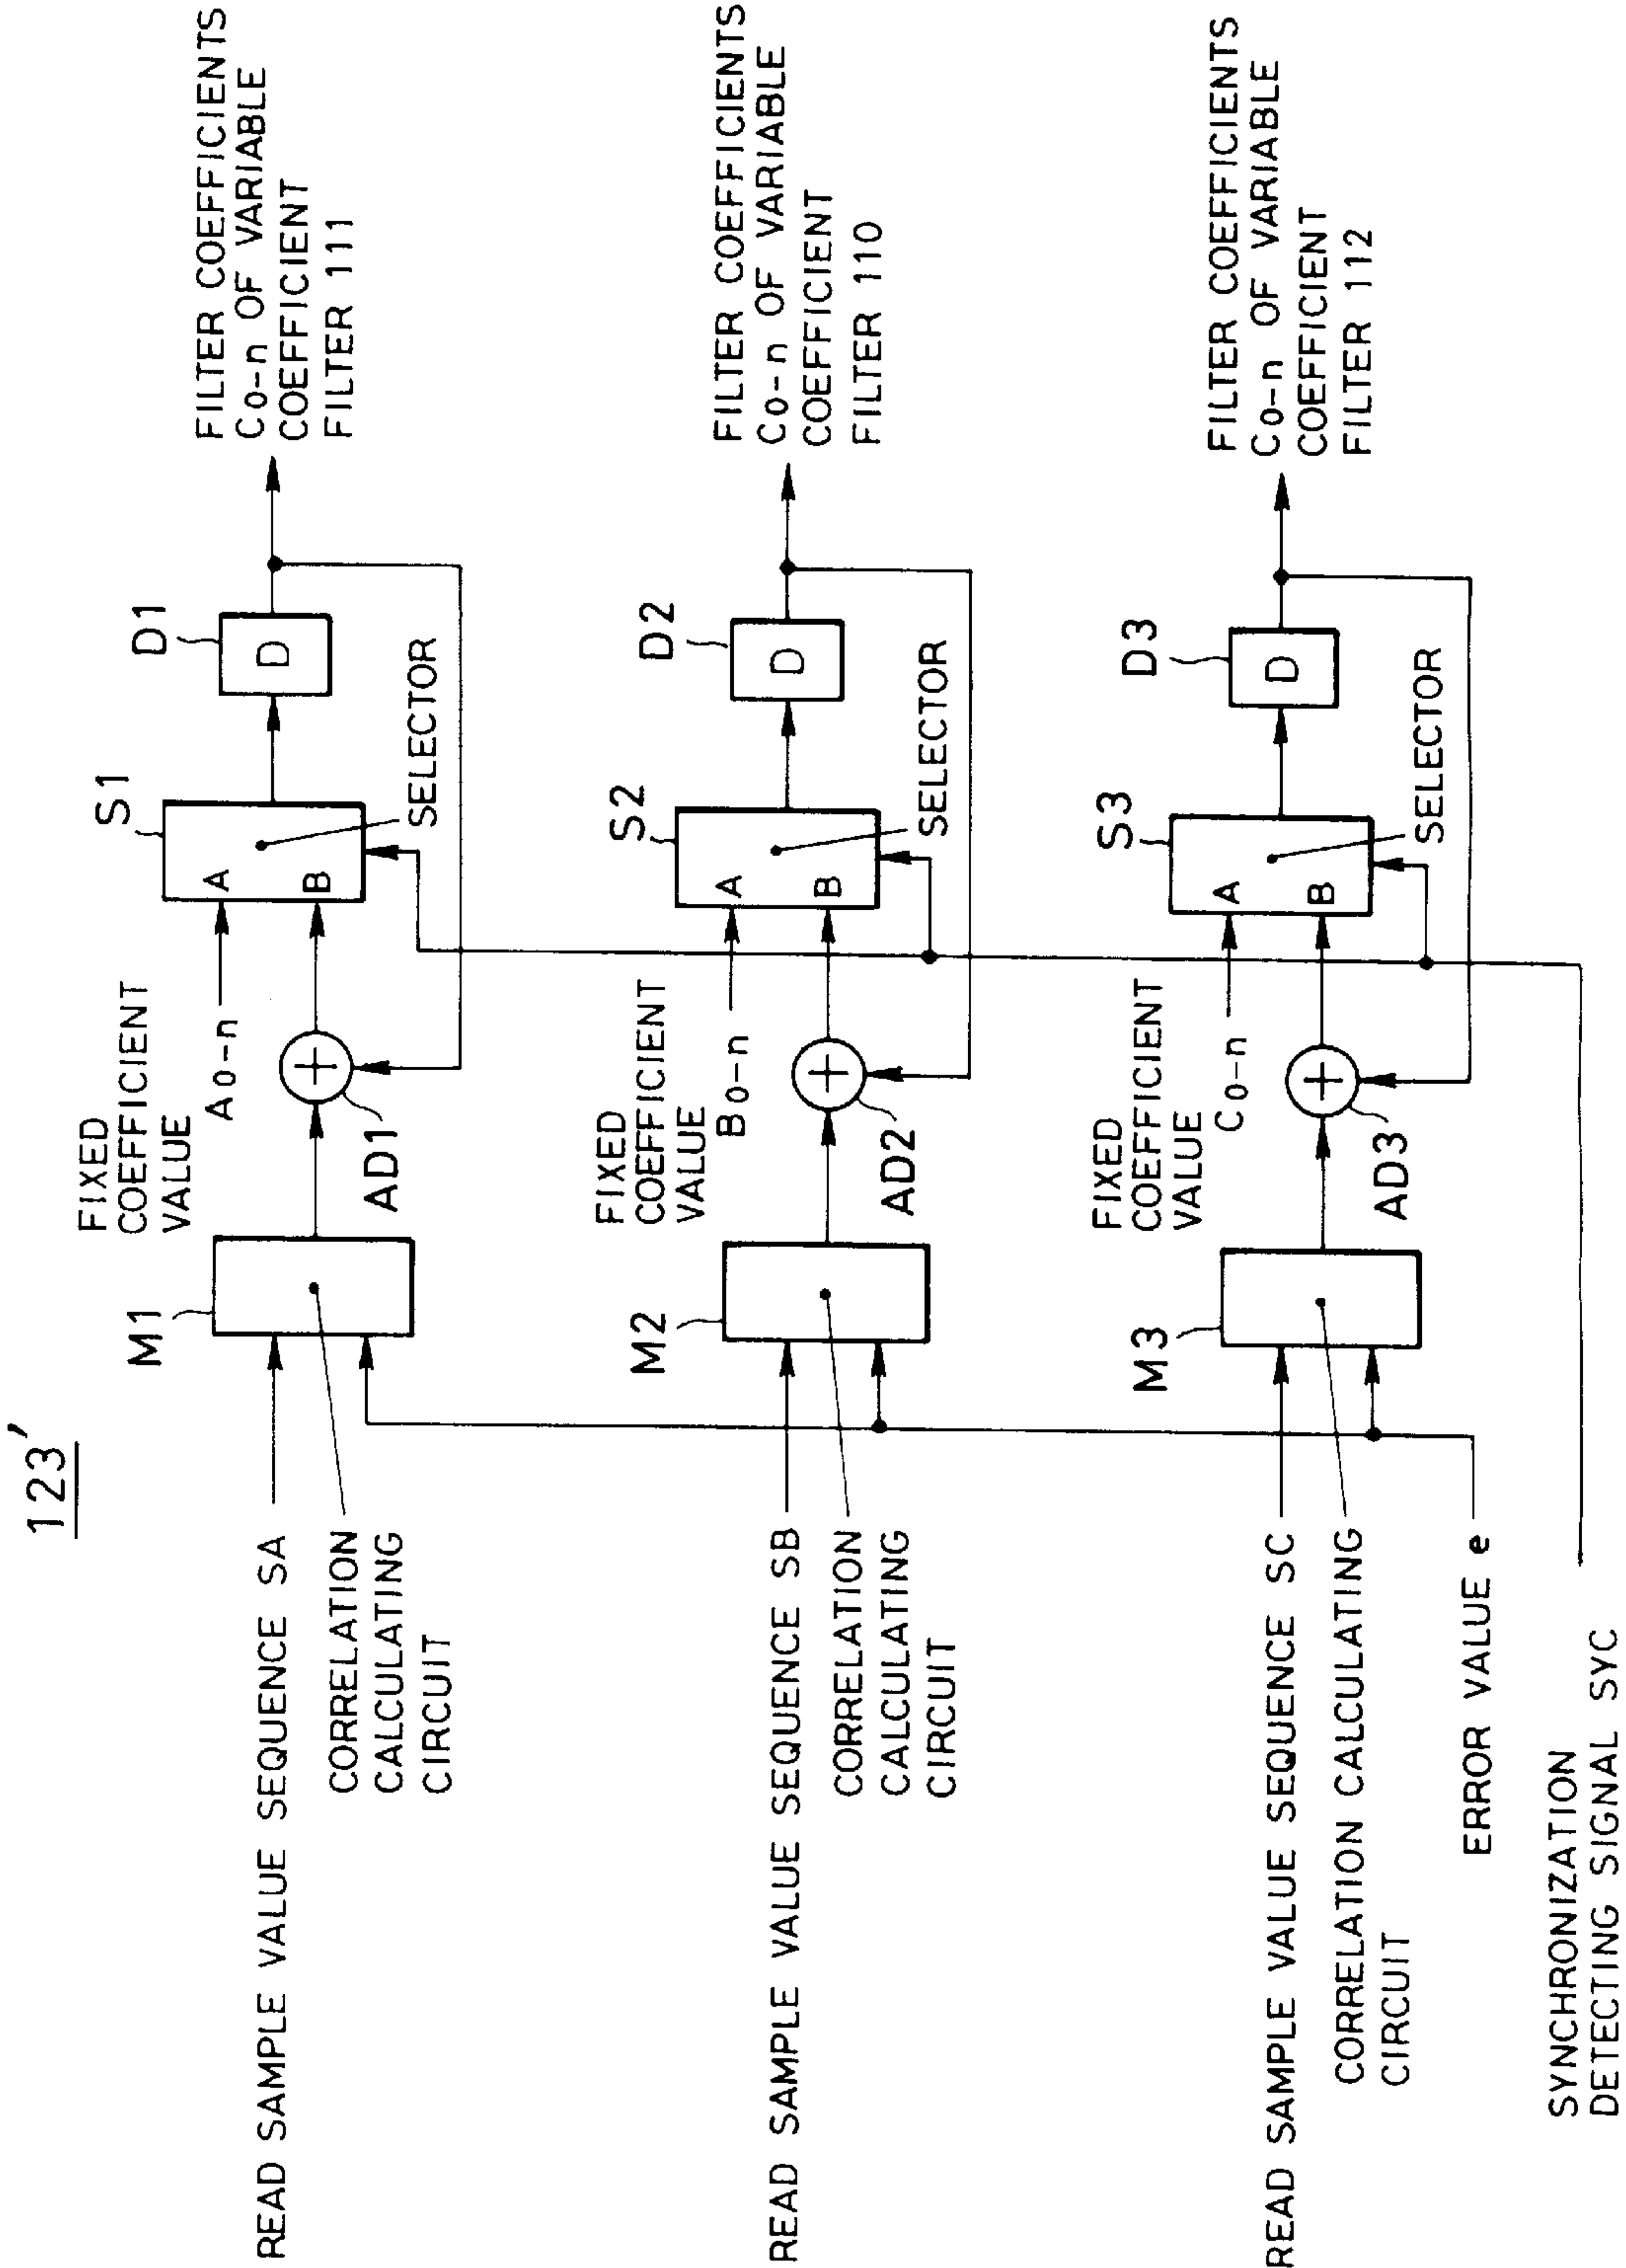 123'
READ SAMPLE VALUE SEQUENCE SA
CORRELATION
CALCULATING
CIRCUIT
M1
FIXED
COEFFICIENT
VALUE
A0-n
AD1
S1
A
B
SELECTOR
D1
D
FILTER COEFFICIENTS
C0-n OF VARIABLE
COEFFICIENT
FILTER 111
READ SAMPLE VALUE SEQUENCE SB
CORRELATION
CALCULATING
CIRCUIT
M2
FIXED
COEFFICIENT
VALUE
B0-n
AD2
S2
A
B
SELECTOR
D2
D
FILTER COEFFICIENTS
C0-n OF VARIABLE
COEFFICIENT
FILTER 110
READ SAMPLE VALUE SEQUENCE SC
CORRELATION CALCULATING
CIRCUIT
M3
FIXED
COEFFICIENT
VALUE
C0-n
AD3
S3
A
B
SELECTOR
D3
D
FILTER COEFFICIENTS
C0-n OF VARIABLE
COEFFICIENT
FILTER 112
ERROR VALUE e
SYNCHRONIZATION
DETECTING SIGNAL SYC